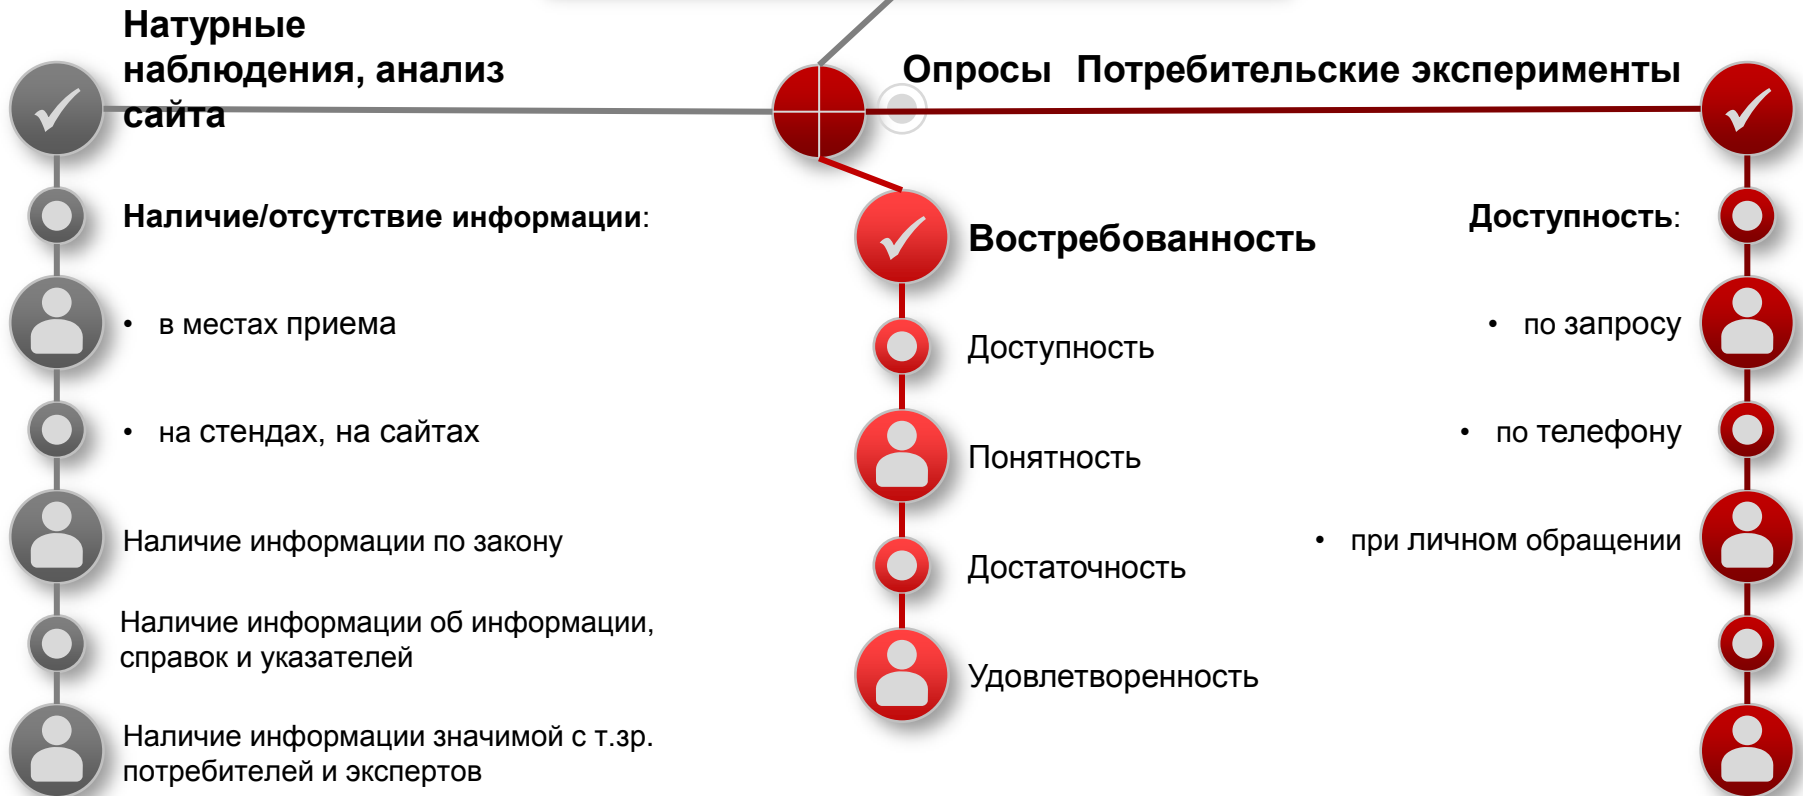 Натурные
наблюдения, анализ
сайта
Наличие/отсутствие информации:
• в местах приема
• на стендах, на сайтах
Наличие информации по закону
Наличие информации об информации,
справок и указателей
Наличие информации значимой с т.зр.
потребителей и экспертов
Опросы
Востребованность
Доступность
Понятность
Достаточность
Удовлетворенность
Потребительские эксперименты
Доступность:
• по запросу
• по телефону
• при личном обращении